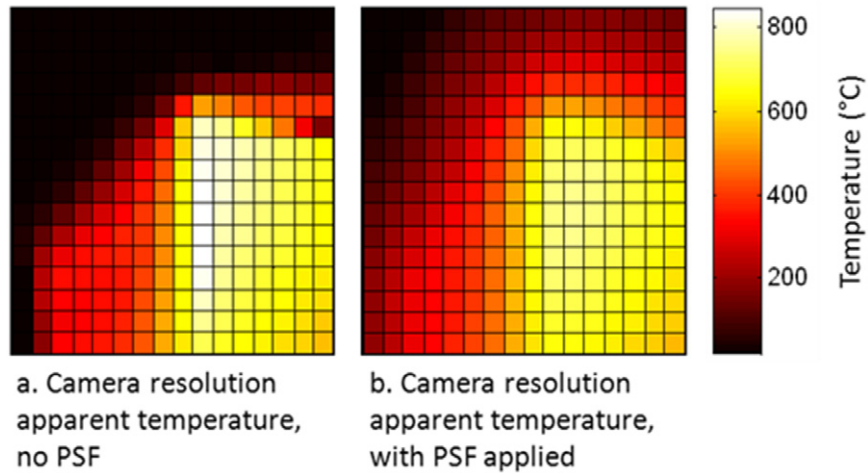 800
600
400
200
Temperature (°C)
a. Camera resolution
apparent temperature,
no PSF
b. Camera resolution
apparent temperature,
with PSF applied